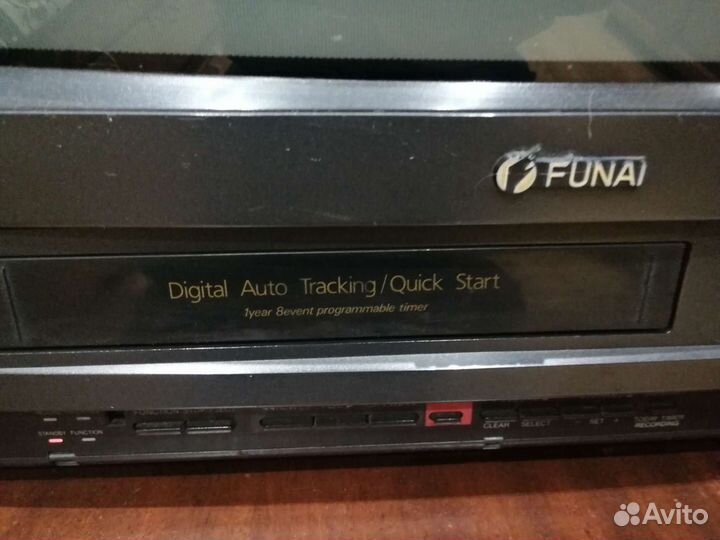 FUNAI
Digital Auto Tracking/Quick Start
1year 8event programmable timer
STANDBY FUNCTION
CLEAR SELECT - SET +
RECORDING
Avito